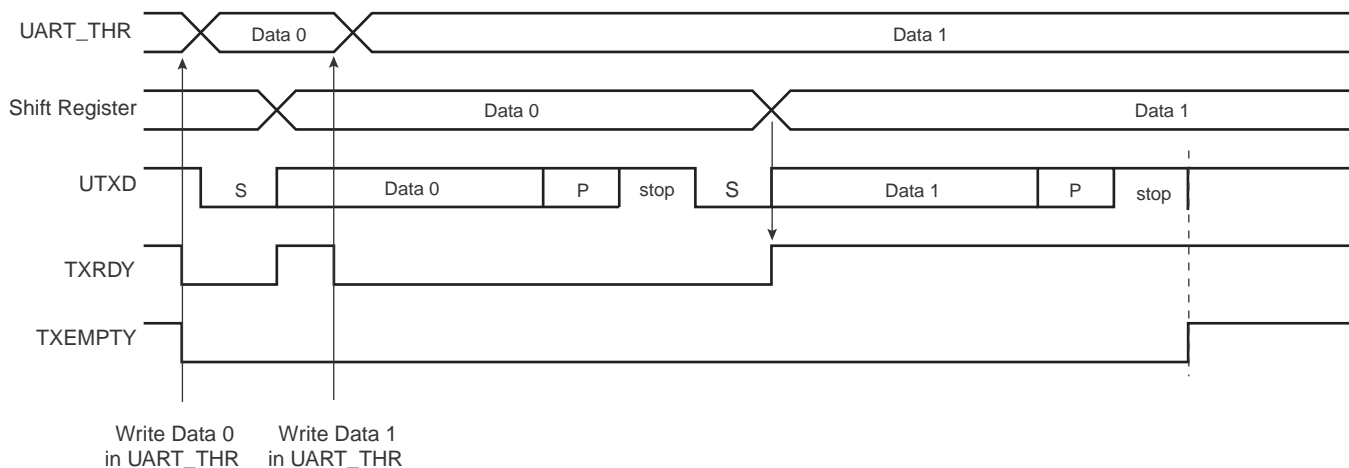 UART_THR
Data 0
Data 1
Shift Register
Data 0
Data 1
UTXD
S
Data 0
P
stop
S
Data 1
P
stop
TXRDY
TXEMPTY
Write Data 0
in UART_THR
Write Data 1
in UART_THR